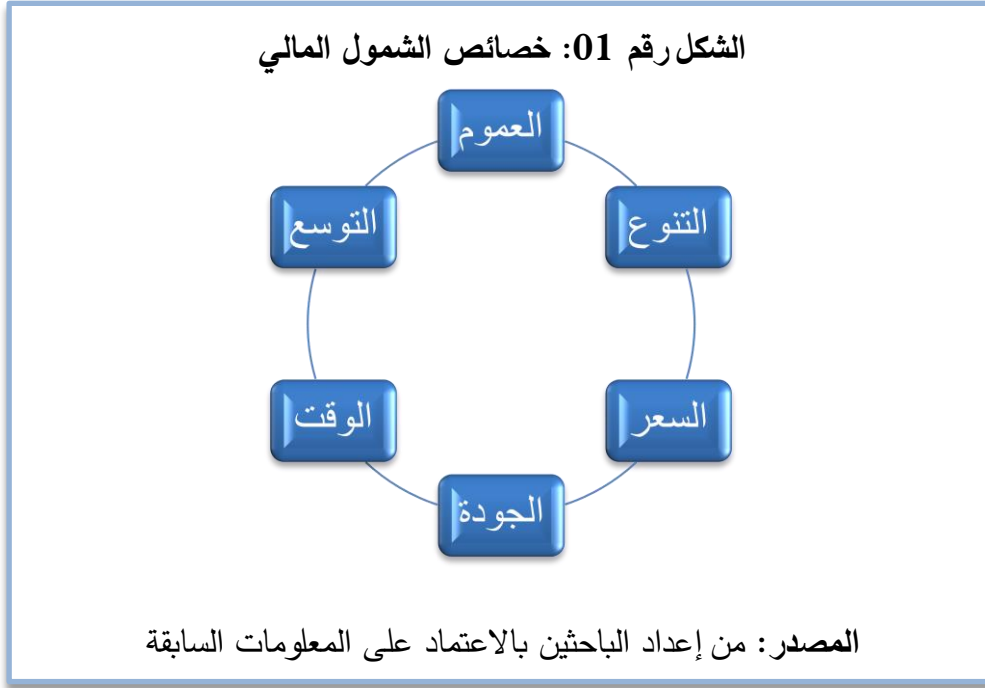 الشكل رقم 01: خصائص الشمول المالي
العموم
التنوع
السعر
الجودة
الوقت
التوسع
المصدر: من إعداد الباحثين بالاعتماد على المعلومات السابقة